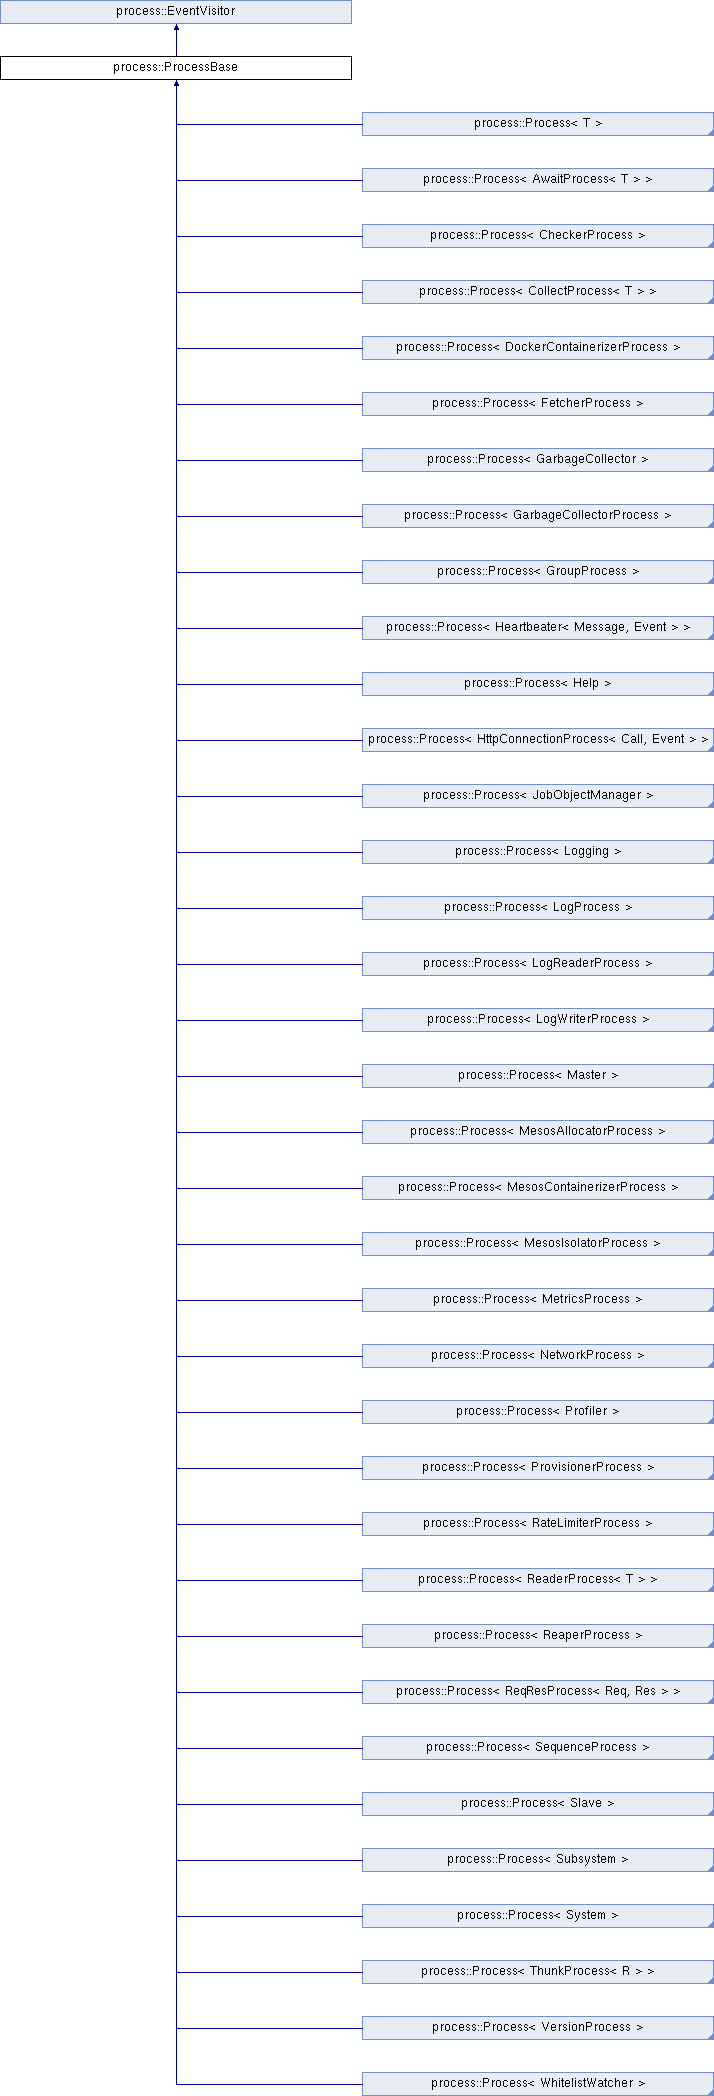 process::EventVisitor
process::ProcessBase
process::Process< T >
process::Process< AwaitProcess< T > >
process::Process< CheckerProcess >
process::Process< CollectProcess< T > >
process::Process< DockerContainerizerProcess >
process::Process< FetcherProcess >
process::Process< GarbageCollector >
process::Process< GarbageCollectorProcess >
process::Process< GroupProcess >
process::Process< Heartbeater< Message, Event > >
process::Process< Help >
process::Process< HttpConnectionProcess< Call, Event > >
process::Process< JobObjectManager >
process::Process< Logging >
process::Process< LogProcess >
process::Process< LogReaderProcess >
process::Process< LogWriterProcess >
process::Process< Master >
process::Process< MesosAllocatorProcess >
process::Process< MesosContainerizerProcess >
process::Process< MesosIsolatorProcess >
process::Process< MetricsProcess >
process::Process< NetworkProcess >
process::Process< Profiler >
process::Process< ProvisionerProcess >
process::Process< RateLimiterProcess >
process::Process< ReaderProcess< T > >
process::Process< ReaperProcess >
process::Process< ReqResProcess< Req, Res > >
process::Process< SequenceProcess >
process::Process< Slave >
process::Process< Subsystem >
process::Process< System >
process::Process< ThunkProcess< R > >
process::Process< VersionProcess >
process::Process< WhitelistWatcher >